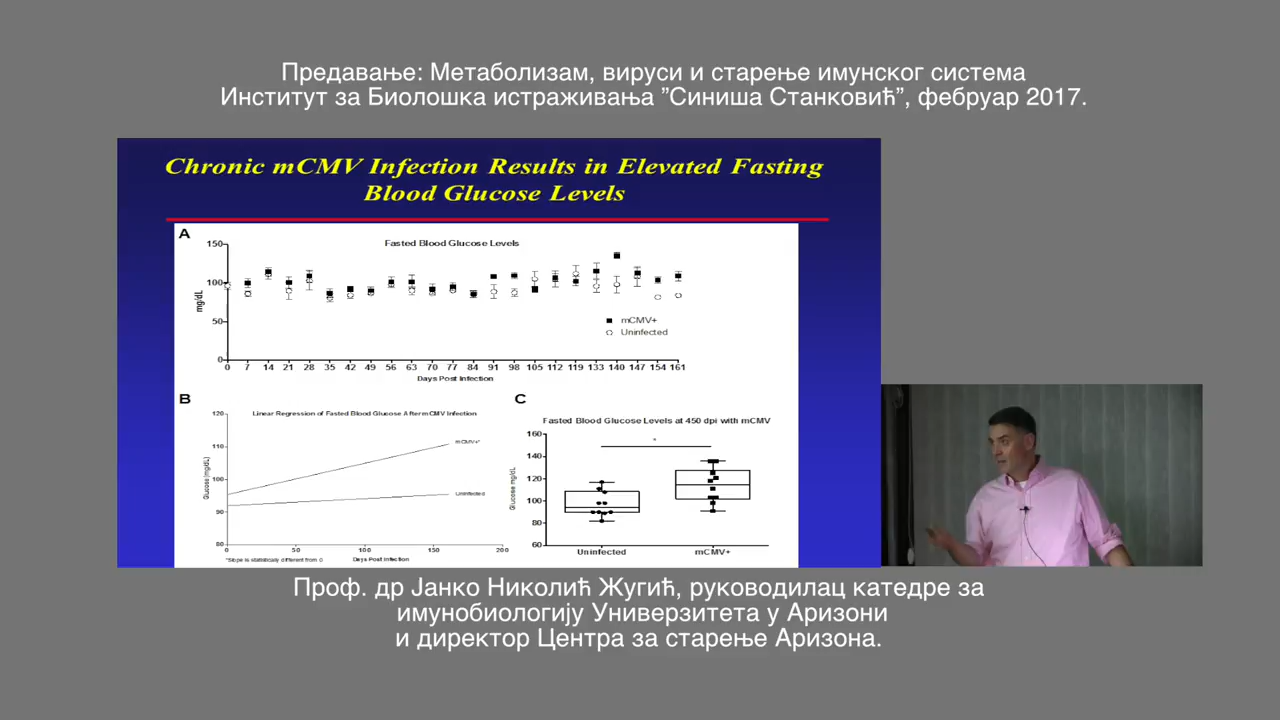 Предавање: Метаболизам, вируси и старење имунског система
Институт за Биолошка истраживања ”Синиша Станковић”, фебруар 2017.
Chronic mCMV Infection Results in Elevated Fasting
Blood Glucose Levels
A
Fasted Blood Glucose Levels
150
100
50
0
mg/dL
mCMV+
Uninfected
0 7 14 21 28 35 42 49 56 63 70 77 84 91 98 105 112 119 133 140 147 154 161
Days Post Infection
B
Linear Regression of Fasted Blood Glucose After mCMV Infection
120
110
100
90
80
Glucose (mg/dL)
mCMV+*
Uninfected
0 50 100 150 200
*Slope is statistically different from 0
Days Post Infection
C
Fasted Blood Glucose Levels at 450 dpi with mCMV
160
140
120
100
80
60
Glucose mg/dL
*
Uninfected mCMV+
Проф. др Јанко Николић Жугић, руководилац катедре за
имунобиологију Универзитета у Аризони
и директор Центра за старење Аризона.